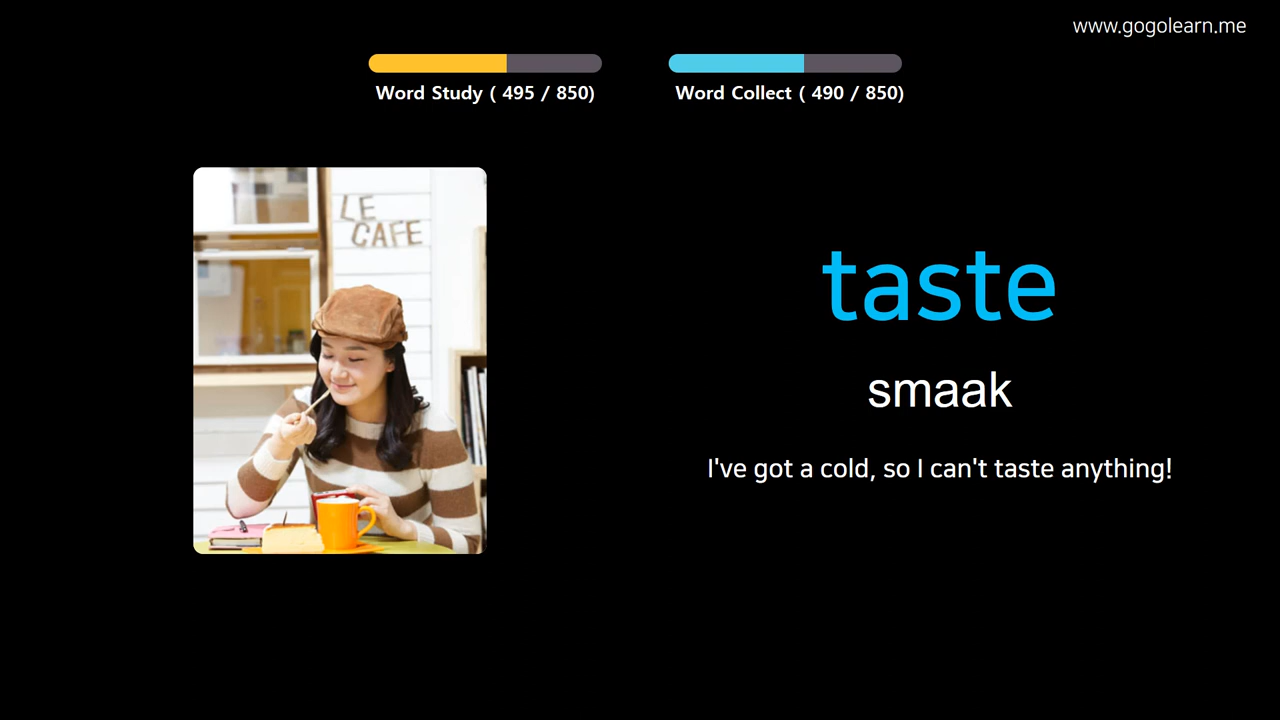 www.gogolearn.me
Word Study ( 495 / 850)
Word Collect ( 490 / 850)
LE
CAFE
taste
smaak
I've got a cold, so I can't taste anything!